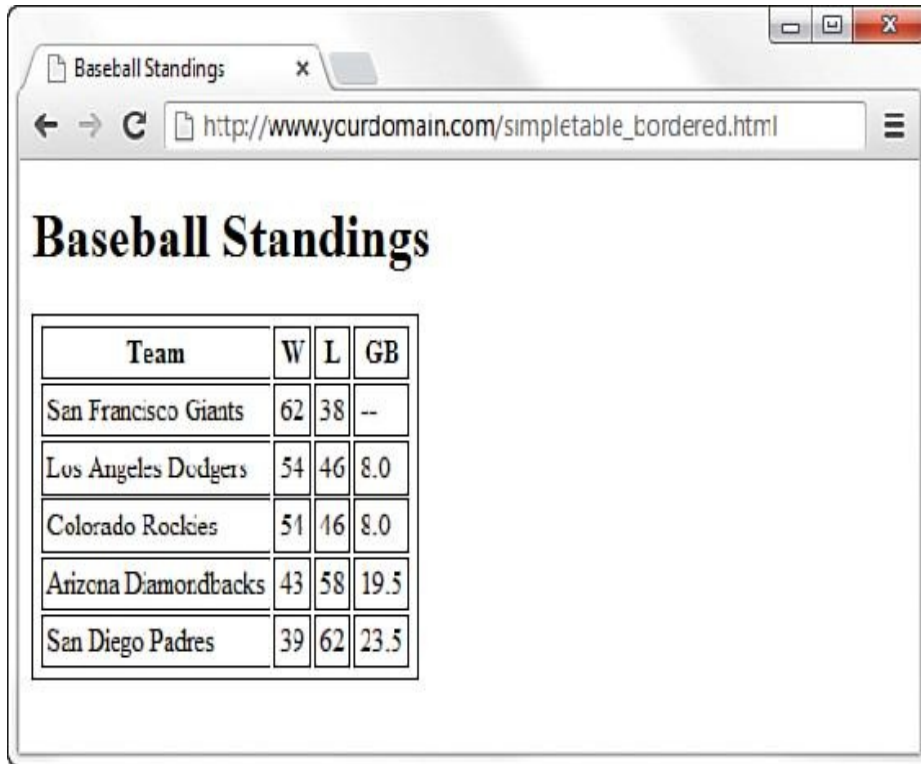 Baseball Standings
http://www.yourdomain.com/simpletable_bordered.html
Baseball Standings
Team W L GB
San Francisco Giants 62 38 --
Los Angeles Dodgers 54 46 8.0
Colorado Rockies 54 46 8.0
Arizona Diamondbacks 43 58 19.5
San Diego Padres 39 62 23.5